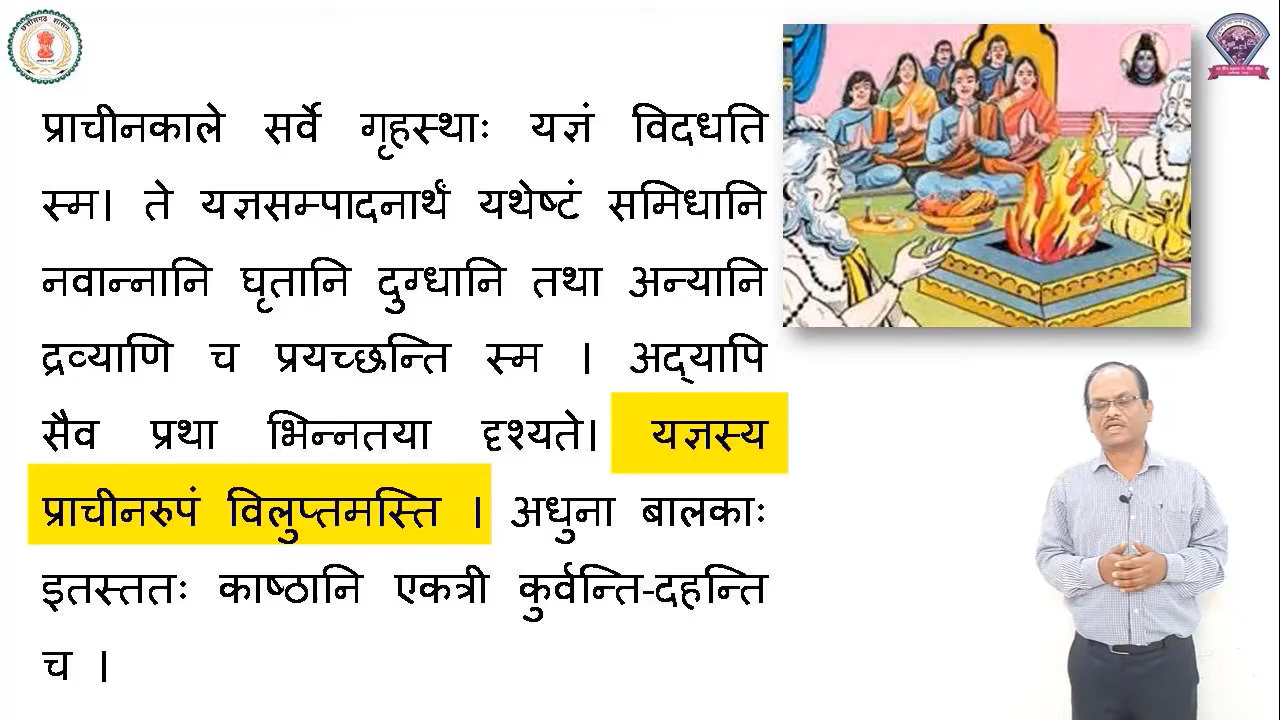 प्राचीनकाले सर्वे गृहस्थाः यज्ञं विदधति
स्म। ते यज्ञसम्पादनार्थं यथेष्टं समिधानि
नवान्नानि घृतानि दुग्धानि तथा अन्यानि
द्रव्याणि च प्रयच्छन्ति स्म ।  अद्यापि
सैव प्रथा भिन्नतया दृश्यते। यज्ञस्य
प्राचीनरुपं विलुप्तमस्ति । अधुना बालकाः
इतस्ततः काष्ठानि एकत्री कुर्वन्ति-दहन्ति
च ।